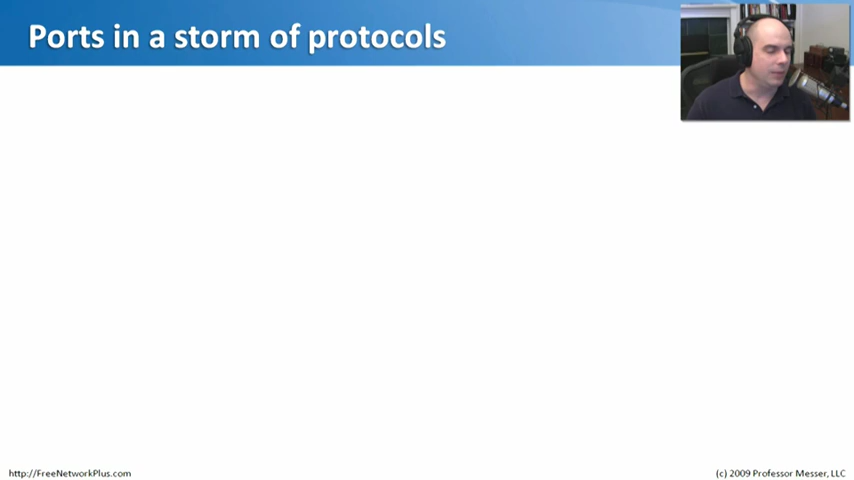 Ports in a storm of protocols
http://FreeNetworkPlus.com
(c) 2009 Professor Messer, LLC